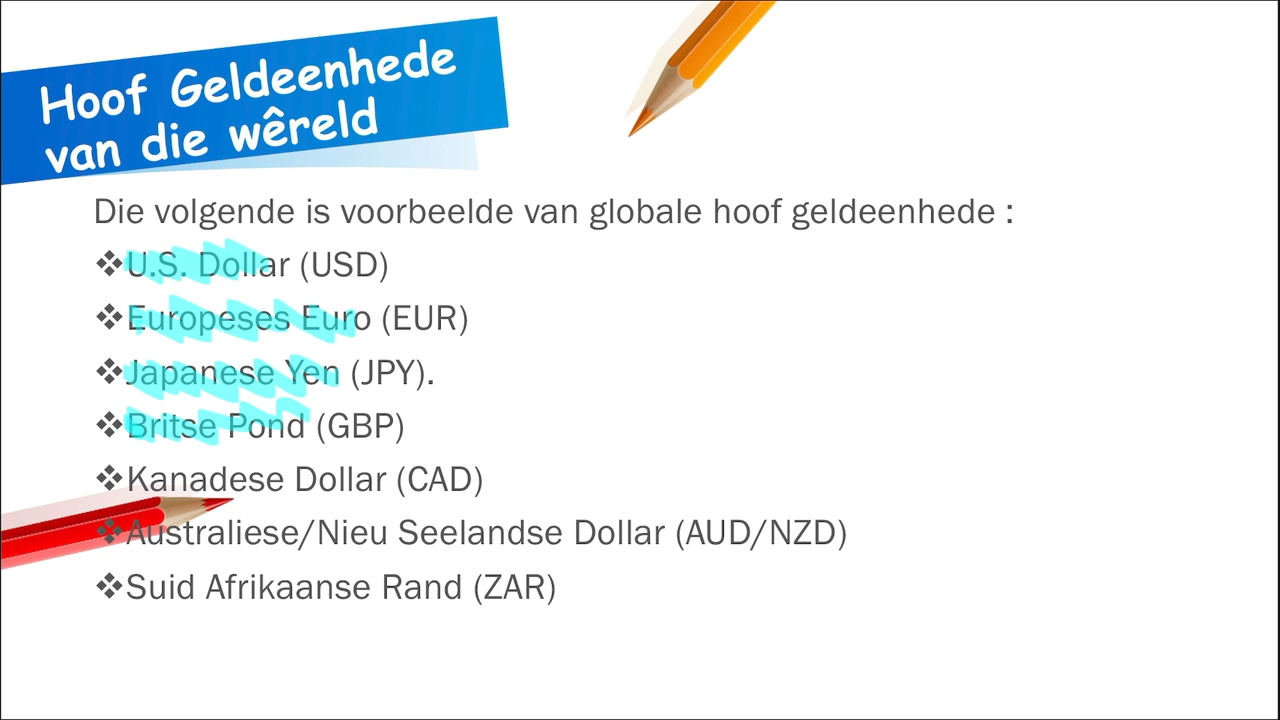 Hoof Geldeenhede
van die wêreld
Die volgende is voorbeelde van globale hoof geldeenhede :
❖U.S. Dollar (USD)
❖Europeses Euro (EUR)
❖Japanese Yen (JPY).
❖Britse Pond (GBP)
❖Kanadese Dollar (CAD)
❖Australiese/Nieu Seelandse Dollar (AUD/NZD)
❖Suid Afrikaanse Rand (ZAR)